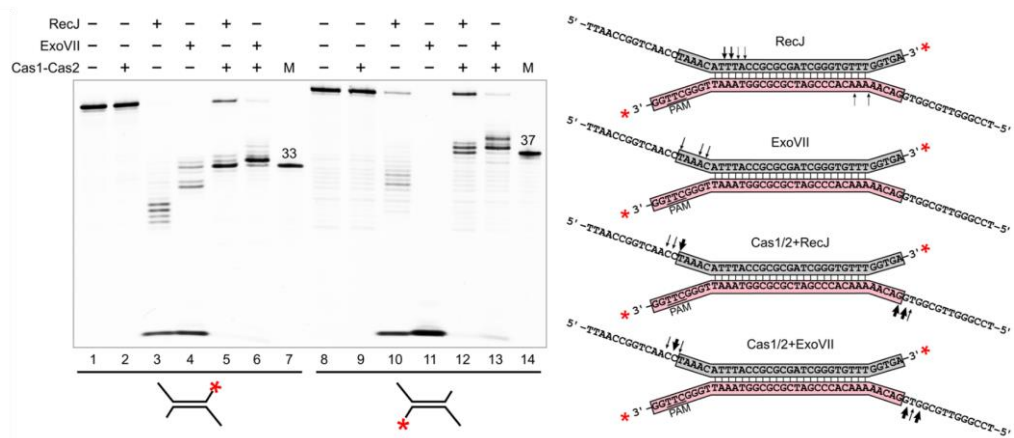 RecJ – – + – + – – – + – + –
ExoVII – – – + – + – – – + – +
Cas1-Cas2 – + – – + + M – + – – + + M
33
37
1 2 3 4 5 6 7 8 9 10 11 12 13 14
*
*
RecJ
5'-TTAACCGGTCAACCTAAACATTTACCGCGCGATCGGGTGTTTGGTGA-3' *
* 3'-GGTTCGGGTTAAATGGCGCGCTAGCCCACAAAAACAGGTGGCGTTGGGCCT-5'
PAM
ExoVII
5'-TTAACCGGTCAACCTAAACATTTACCGCGCGATCGGGTGTTTGGTGA-3' *
* 3'-GGTTCGGGTTAAATGGCGCGCTAGCCCACAAAAACAGGTGGCGTTGGGCCT-5'
PAM
Cas1/2+RecJ
5'-TTAACCGGTCAACCTAAACATTTACCGCGCGATCGGGTGTTTGGTGA-3' *
* 3'-GGTTCGGGTTAAATGGCGCGCTAGCCCACAAAAACAGGTGGCGTTGGGCCT-5'
PAM
Cas1/2+ExoVII
5'-TTAACCGGTCAACCTAAACATTTACCGCGCGATCGGGTGTTTGGTGA-3' *
* 3'-GGTTCGGGTTAAATGGCGCGCTAGCCCACAAAAACAGGTGGCGTTGGGCCT-5'
PAM